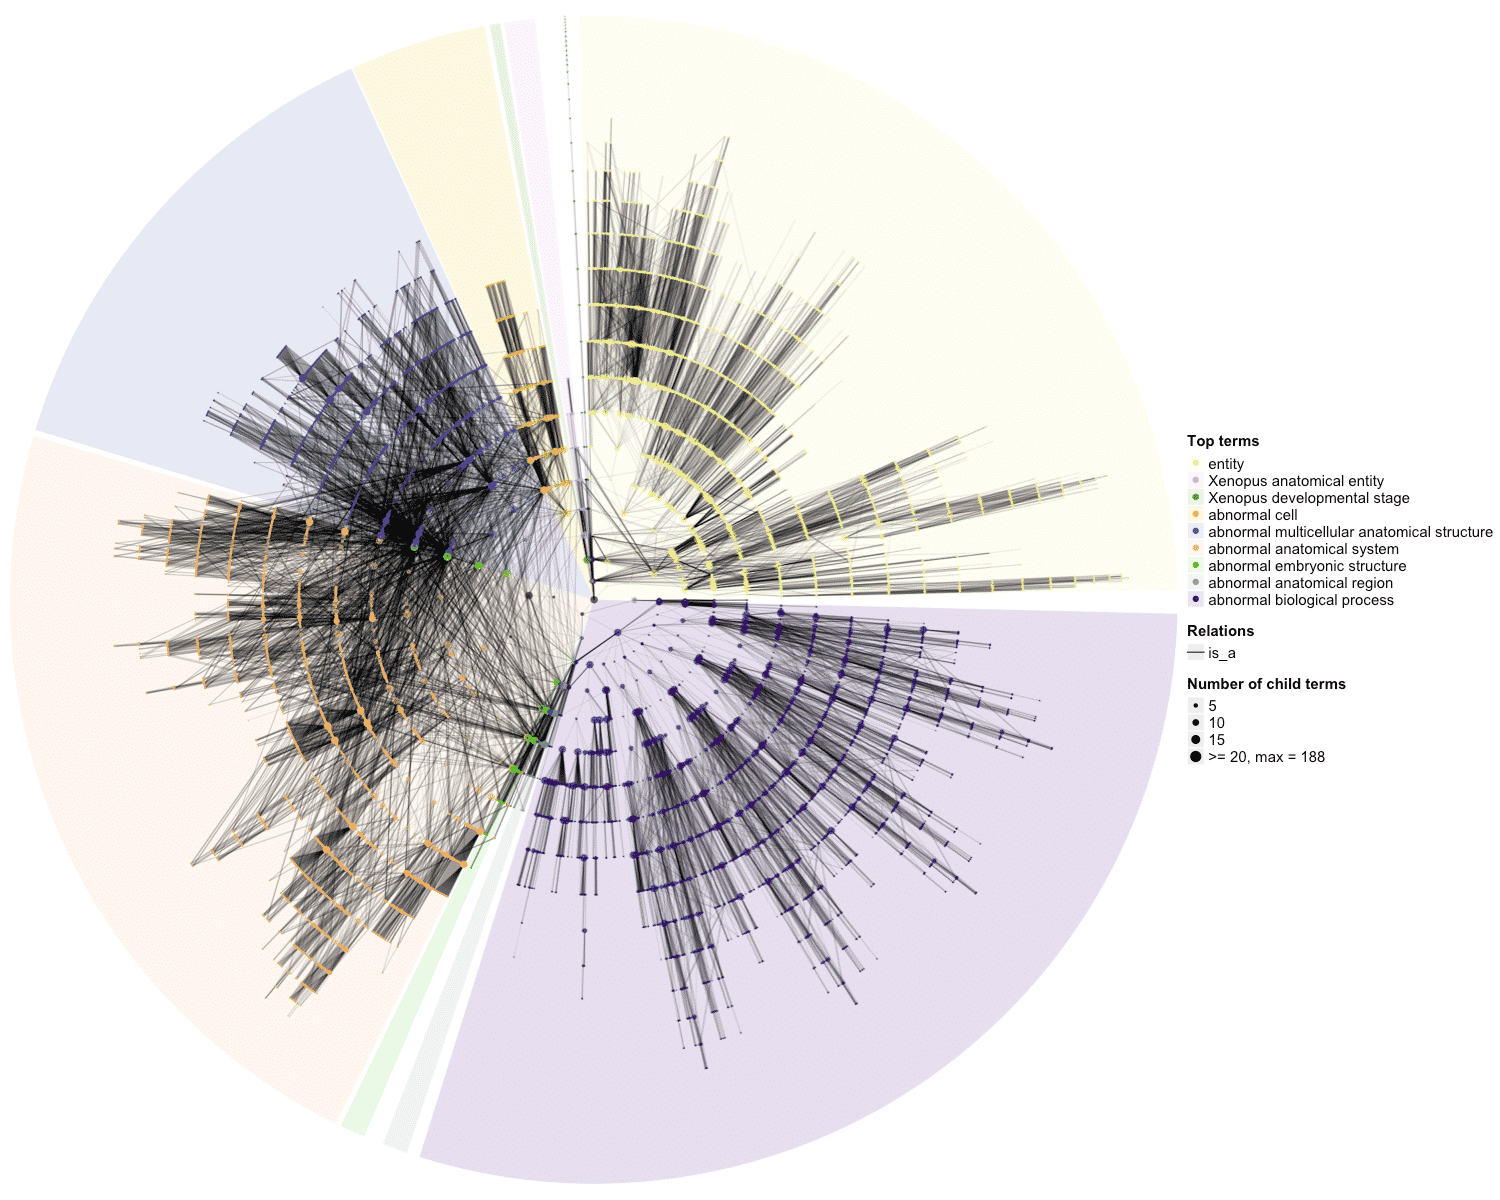 Top terms
entity
Xenopus anatomical entity
Xenopus developmental stage
abnormal cell
abnormal multicellular anatomical structure
abnormal anatomical system
abnormal embryonic structure
abnormal anatomical region
abnormal biological process
Relations
is_a
Number of child terms
5
10
15
>= 20, max = 188